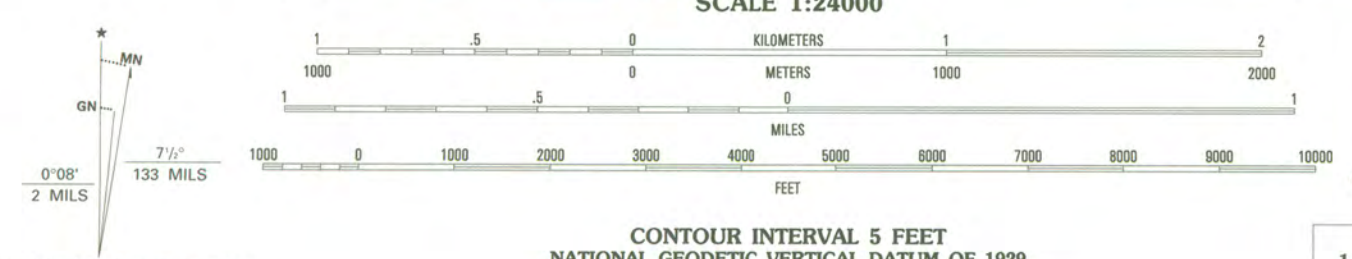 SCALE 1:24000
★
MN
GN
0°08'
2 MILS
7½°
133 MILS
1 .5 0 KILOMETERS 1 2
1000 0 METERS 1000 2000
1 .5 0 1
MILES
1000 0 1000 2000 3000 4000 5000 6000 7000 8000 9000 10000
FEET
CONTOUR INTERVAL 5 FEET
NATIONAL GEODETIC VERTICAL DATUM OF 1929
1